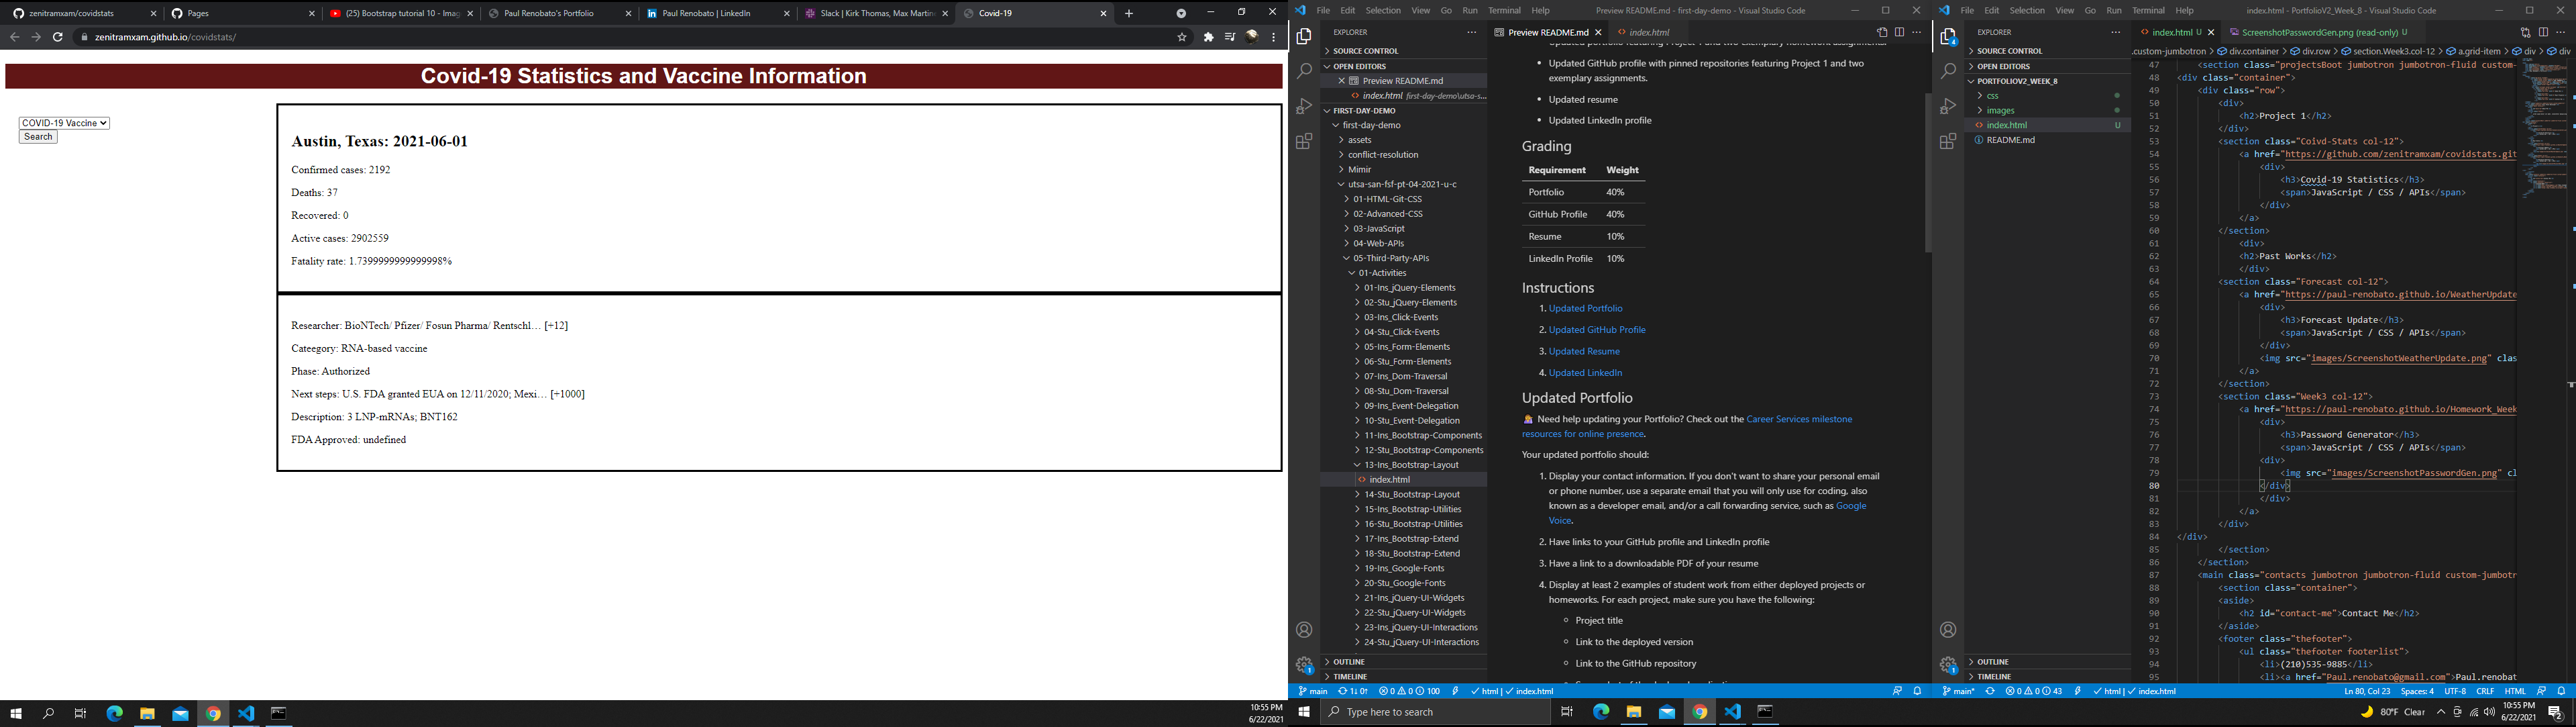 zenitramxam/covidstats
Pages
(25) Bootstrap tutorial 10 - Imag
Paul Renobato's Portfolio
Paul Renobato | LinkedIn
Slack | Kirk Thomas, Max Martin
Covid-19
zenitramxam.github.io/covidstats/
Covid-19 Statistics and Vaccine Information
COVID-19 Vaccine
Search
Austin, Texas: 2021-06-01
Confirmed cases: 2192
Deaths: 37
Recovered: 0
Active cases: 2902559
Fatality rate: 1.7399999999999998%
Researcher: BioNTech/ Pfizer/ Fosun Pharma/ Rentschl… [+12]
Cateegory: RNA-based vaccine
Phase: Authorized
Next steps: U.S. FDA granted EUA on 12/11/2020; Mexi… [+1000]
Description: 3 LNP-mRNAs; BNT162
FDA Approved: undefined
10:55 PM
6/22/2021
File Edit Selection View Go Run Terminal Help
Preview README.md - first-day-demo - Visual Studio Code
EXPLORER
SOURCE CONTROL
OPEN EDITORS
Preview README.md
index.html first-day-demo\utsa-s...
FIRST-DAY-DEMO
first-day-demo
assets
conflict-resolution
Mimir
utsa-san-fsf-pt-04-2021-u-c
01-HTML-Git-CSS
02-Advanced-CSS
03-JavaScript
04-Web-APIs
05-Third-Party-APIs
01-Activities
01-Ins_jQuery-Elements
02-Stu_jQuery-Elements
03-Ins_Click-Events
04-Stu_Click-Events
05-Ins_Form-Elements
06-Stu_Form-Elements
07-Ins_Dom-Traversal
08-Stu_Dom-Traversal
09-Ins_Event-Delegation
10-Stu_Event-Delegation
11-Ins_Bootstrap-Components
12-Stu_Bootstrap-Components
13-Ins_Bootstrap-Layout
index.html
14-Stu_Bootstrap-Layout
15-Ins_Bootstrap-Utilities
16-Stu_Bootstrap-Utilities
17-Ins_Bootstrap-Extend
18-Stu_Bootstrap-Extend
19-Ins_Google-Fonts
20-Stu_Google-Fonts
21-Ins_jQuery-UI-Widgets
22-Stu_jQuery-UI-Widgets
23-Ins_jQuery-UI-Interactions
24-Stu_jQuery-UI-Interactions
OUTLINE
TIMELINE
Preview README.md
index.html
Updated GitHub profile with pinned repositories featuring Project 1 and two
exemplary assignments.
Updated resume
Updated LinkedIn profile
Grading
Requirement Weight
Portfolio 40%
GitHub Profile 40%
Resume 10%
LinkedIn Profile 10%
Instructions
1. Updated Portfolio
2. Updated GitHub Profile
3. Updated Resume
4. Updated LinkedIn
Updated Portfolio
Need help updating your Portfolio? Check out the Career Services milestone
resources for online presence.
Your updated portfolio should:
1. Display your contact information. If you don't want to share your personal email
or phone number, use a separate email that you will only use for coding, also
known as a developer email, and/or a call forwarding service, such as Google
Voice.
2. Have links to your GitHub profile and LinkedIn profile
3. Have a link to a downloadable PDF of your resume
4. Display at least 2 examples of student work from either deployed projects or
homeworks. For each project, make sure you have the following:
Project title
Link to the deployed version
Link to the GitHub repository
main 1↓ 0↑ 0 0 100 html | index.html
Type here to search
File Edit Selection View Go Run Terminal Help
index.html - PortfolioV2_Week_8 - Visual Studio Code
EXPLORER
SOURCE CONTROL
OPEN EDITORS
PORTFOLIOV2_WEEK_8
css
images
index.html U
README.md
OUTLINE
TIMELINE
index.html U
ScreenshotPasswordGen.png (read-only) U
.custom-jumbotron > div.container > div.row > section.Week3.col-12 > a.grid-item > div > div
47 <section class="projectsBoot jumbotron jumbotron-fluid custom-
48 <div class="container">
49 <div class="row">
50 <div>
51 <h2>Project 1</h2>
52 </div>
53 <section class="Coivd-Stats col-12">
54 <a href="https://github.com/zenitramxam/covidstats.git
55 <div>
56 <h3>Covid-19 Statistics</h3>
57 <span>JavaScript / CSS / APIs</span>
58 </div>
59 </a>
60 </section>
61 <div>
62 <h2>Past Works</h2>
63 </div>
64 <section class="Forecast col-12">
65 <a href="https://paul-renobato.github.io/WeatherUpdate
66 <div>
67 <h3>Forecast Update</h3>
68 <span>JavaScript / CSS / APIs</span>
69 </div>
70 <img src="images/ScreenshotWeatherUpdate.png" clas
71 </a>
72 </section>
73 <section class="Week3 col-12">
74 <a href="https://paul-renobato.github.io/Homework_Week
75 <div>
76 <h3>Password Generator</h3>
77 <span>JavaScript / CSS / APIs</span>
78 <div>
79 <img src="images/ScreenshotPasswordGen.png" cl
80 </div>
81 </div>
82 </a>
83 </div>
84 </div>
85 </section>
86 </section>
87 <main class="contacts jumbotron jumbotron-fluid custom-jumbotr
88 <section class="container">
89 <aside>
90 <h2 id="contact-me">Contact Me</h2>
91 </aside>
92 <footer class="thefooter">
93 <ul class="thefooter footerlist">
94 <li>(210)535-9885</li>
95 <li><a href="Paul.renobato@gmail.com">Paul.renobat
main* 0 0 43 html | index.html
Ln 80, Col 23 Spaces: 4 UTF-8 CRLF HTML
80°F Clear
10:55 PM
6/22/2021